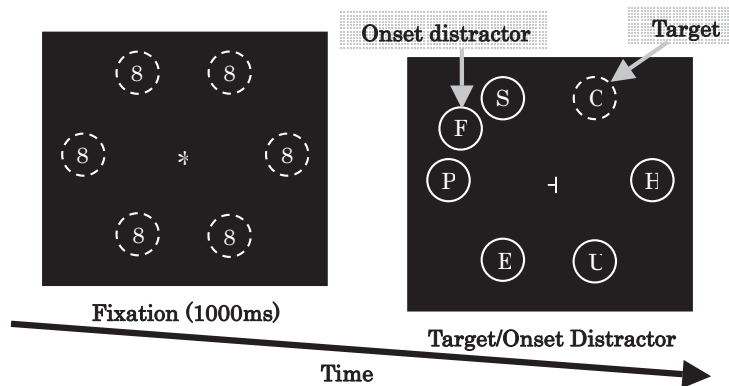 Onset distractor
Target
8 8
8 * 8
8 8
S C
F
P H
E U
Fixation (1000ms)
Target/Onset Distractor
Time